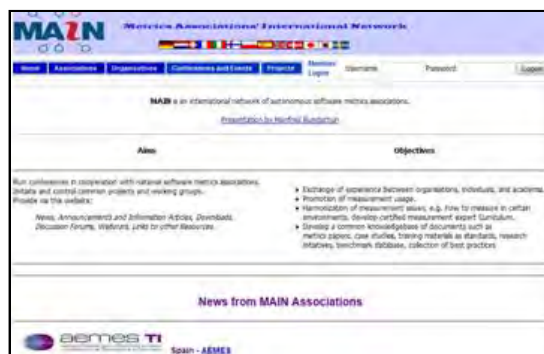 MAIN
Metrics Associations' International Network
Home Associations Organizations Conferences and Events Projects Member Logon Username Password Logon
MAIN is an international network of autonomous software metrics associations.
Presentation by Manfred Bundschuh
Aims
Objectives
Run conferences in cooperation with national software metrics associations.
Initiate and control common projects and working groups.
Provide via this website:
News, Announcements and Information Articles, Downloads,
Discussion Forums, Webforum, Links to other Resources.
Exchange of experience between organisations, individuals, and academia.
Promotion of measurement usage.
Harmonization of measurement issues, e.g. how to measure in certain
environments, develop certified measurement expert Curriculum.
Develop a common knowledgebase of documents such as
metrics papers, case studies, training materials as standards, research
initiatives, benchmark database, collection of best practices
News from MAIN Associations
aemes TI
Spain - AEMES